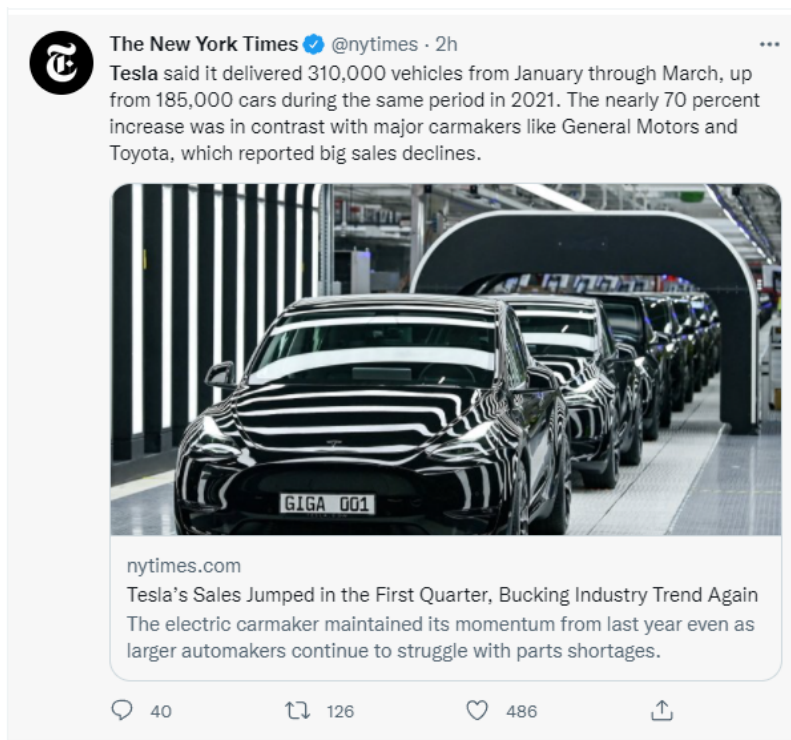 The New York Times @nytimes · 2h
Tesla said it delivered 310,000 vehicles from January through March, up
from 185,000 cars during the same period in 2021. The nearly 70 percent
increase was in contrast with major carmakers like General Motors and
Toyota, which reported big sales declines.
GIGA 001
nytimes.com
Tesla’s Sales Jumped in the First Quarter, Bucking Industry Trend Again
The electric carmaker maintained its momentum from last year even as
larger automakers continue to struggle with parts shortages.
40 126 486